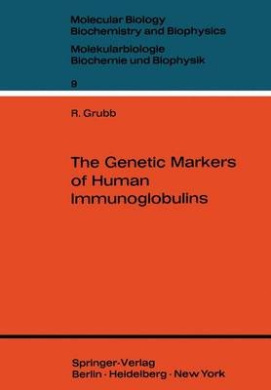 Molecular Biology
Biochemistry and Biophysics
Molekularbiologie
Biochemie und Biophysik
9
R. Grubb
The Genetic Markers
of Human
Immunoglobulins
Springer-Verlag
Berlin · Heidelberg · New York